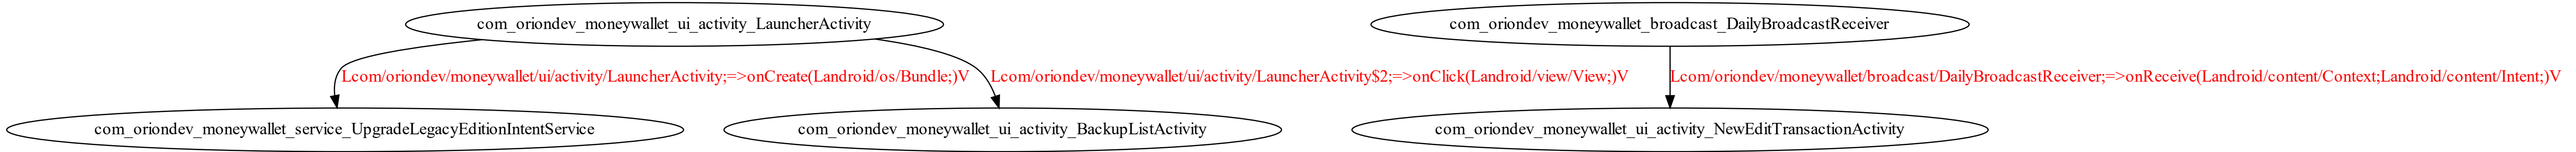 com_oriondev_moneywallet_ui_activity_LauncherActivity
com_oriondev_moneywallet_broadcast_DailyBroadcastReceiver
Lcom/oriondev/moneywallet/ui/activity/LauncherActivity;=>onCreate(Landroid/os/Bundle;)V
Lcom/oriondev/moneywallet/ui/activity/LauncherActivity$2;=>onClick(Landroid/view/View;)V
Lcom/oriondev/moneywallet/broadcast/DailyBroadcastReceiver;=>onReceive(Landroid/content/Context;Landroid/content/Intent;)V
com_oriondev_moneywallet_service_UpgradeLegacyEditionIntentService
com_oriondev_moneywallet_ui_activity_BackupListActivity
com_oriondev_moneywallet_ui_activity_NewEditTransactionActivity